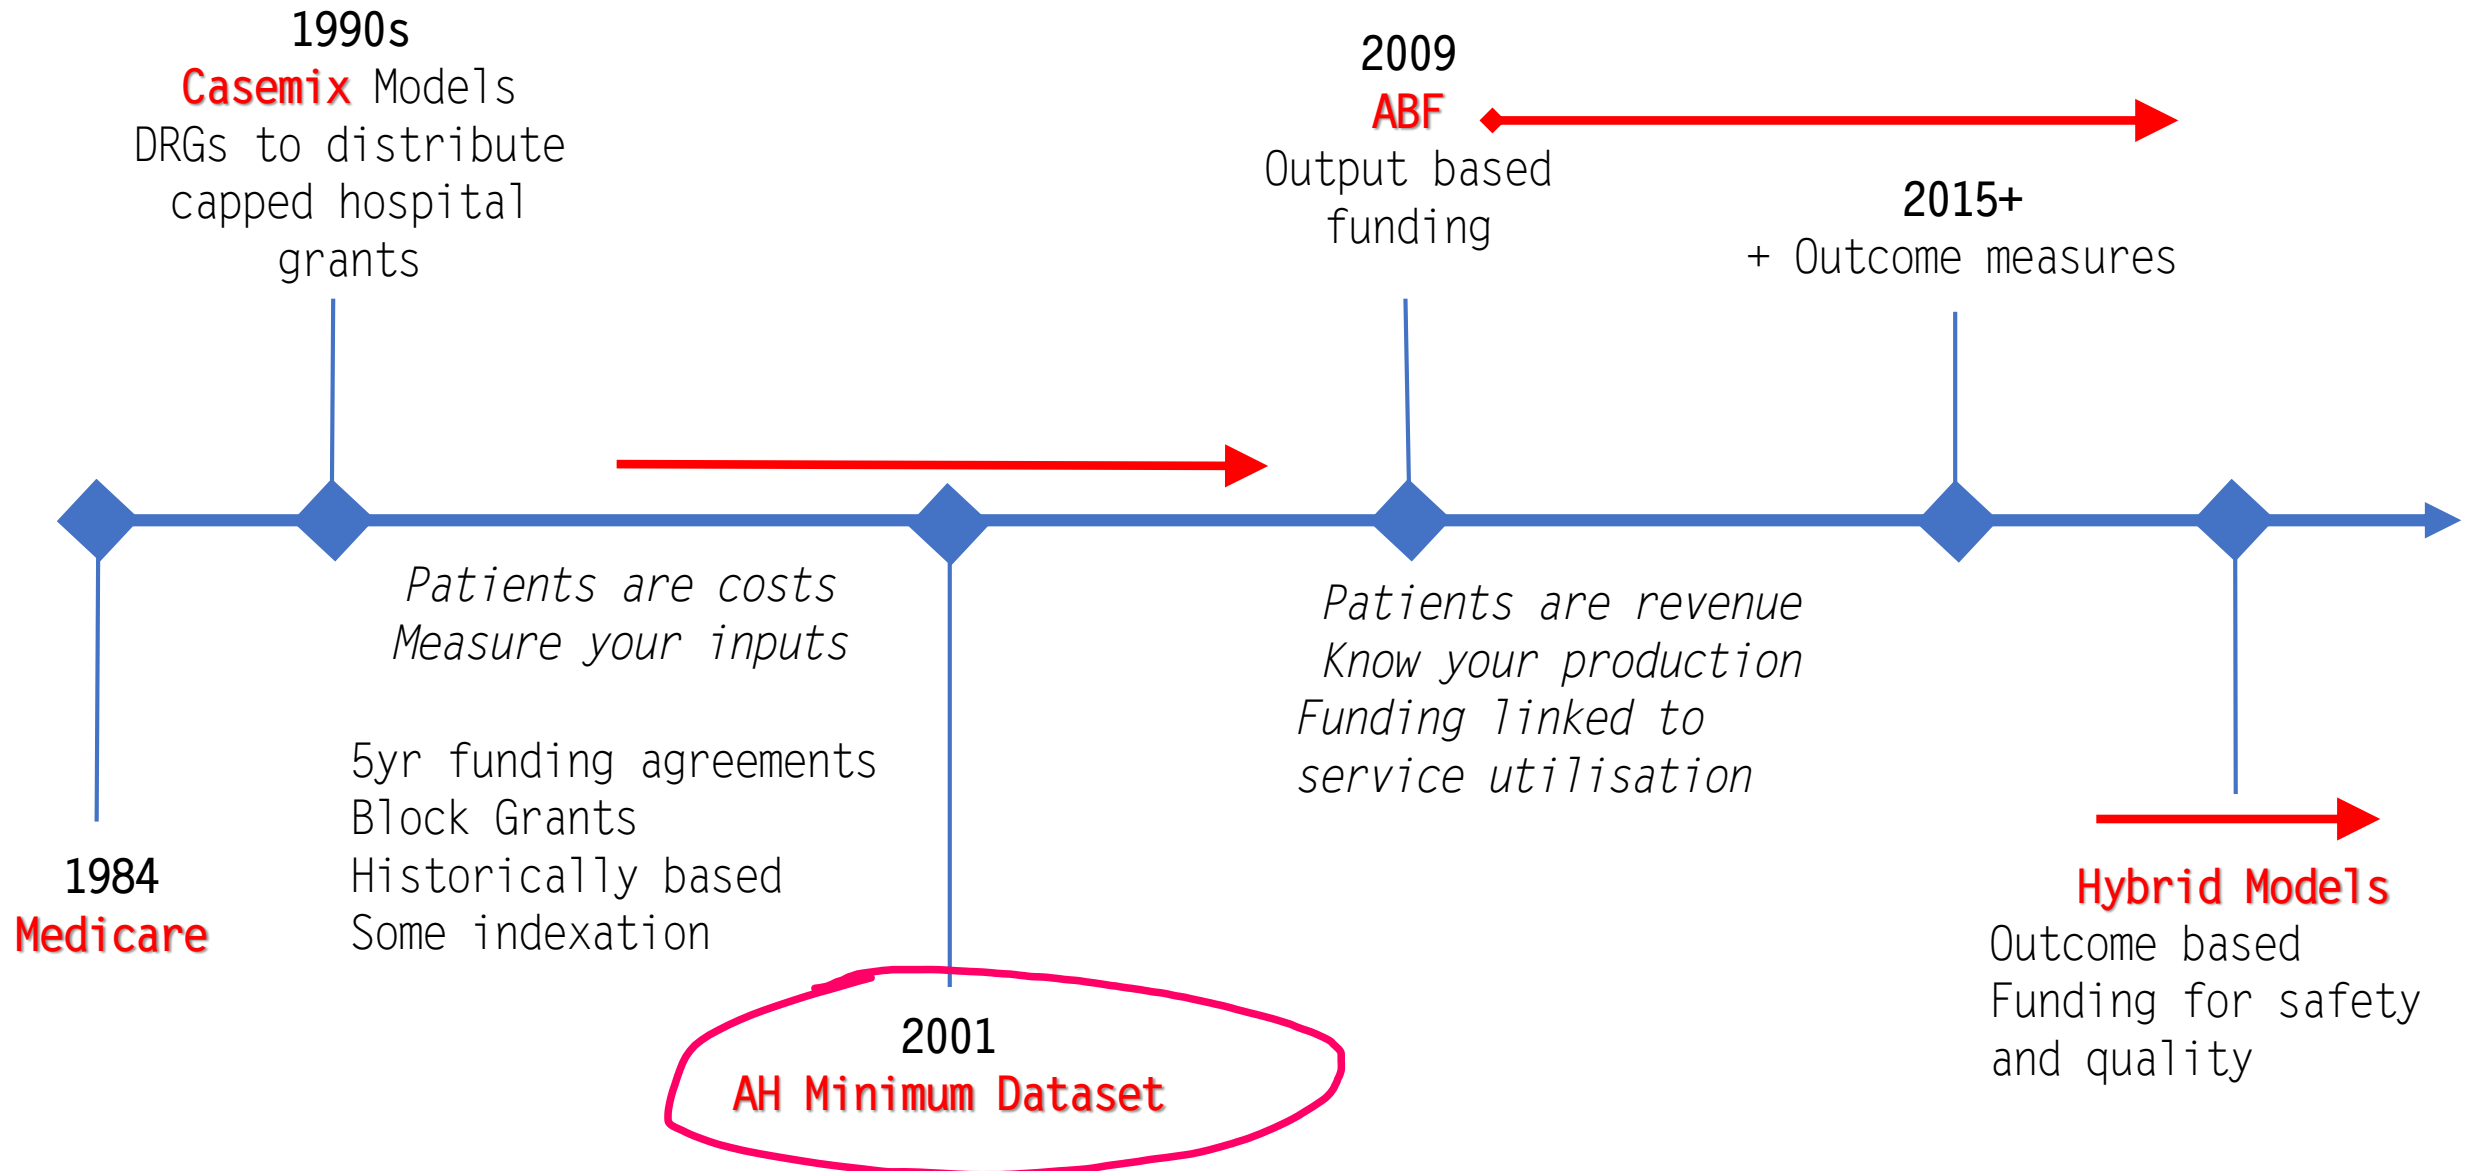 1990s
Casemix Models
DRGs to distribute
capped hospital
grants
2009
ABF
Output based
funding
2015+
+ Outcome measures
Patients are costs
Measure your inputs
5yr funding agreements
Block Grants
Historically based
Some indexation
Patients are revenue
Know your production
Funding linked to
service utilisation
1984
Medicare
2001
AH Minimum Dataset
Hybrid Models
Outcome based
Funding for safety
and quality